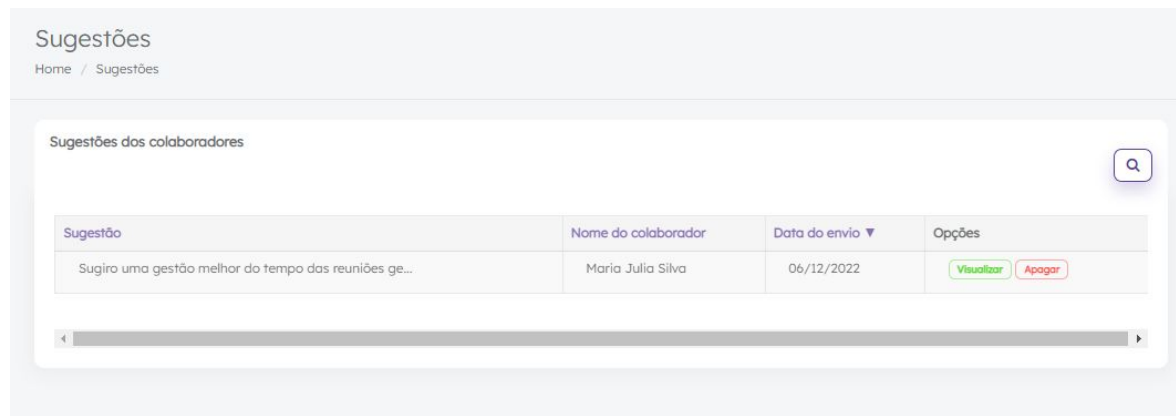 Sugestões
Home / Sugestões
Sugestões dos colaboradores
Sugestão Nome do colaborador Data do envio ▼ Opções
Sugiro uma gestão melhor do tempo das reuniões ge... Maria Julia Silva 06/12/2022 Visualizar Apagar